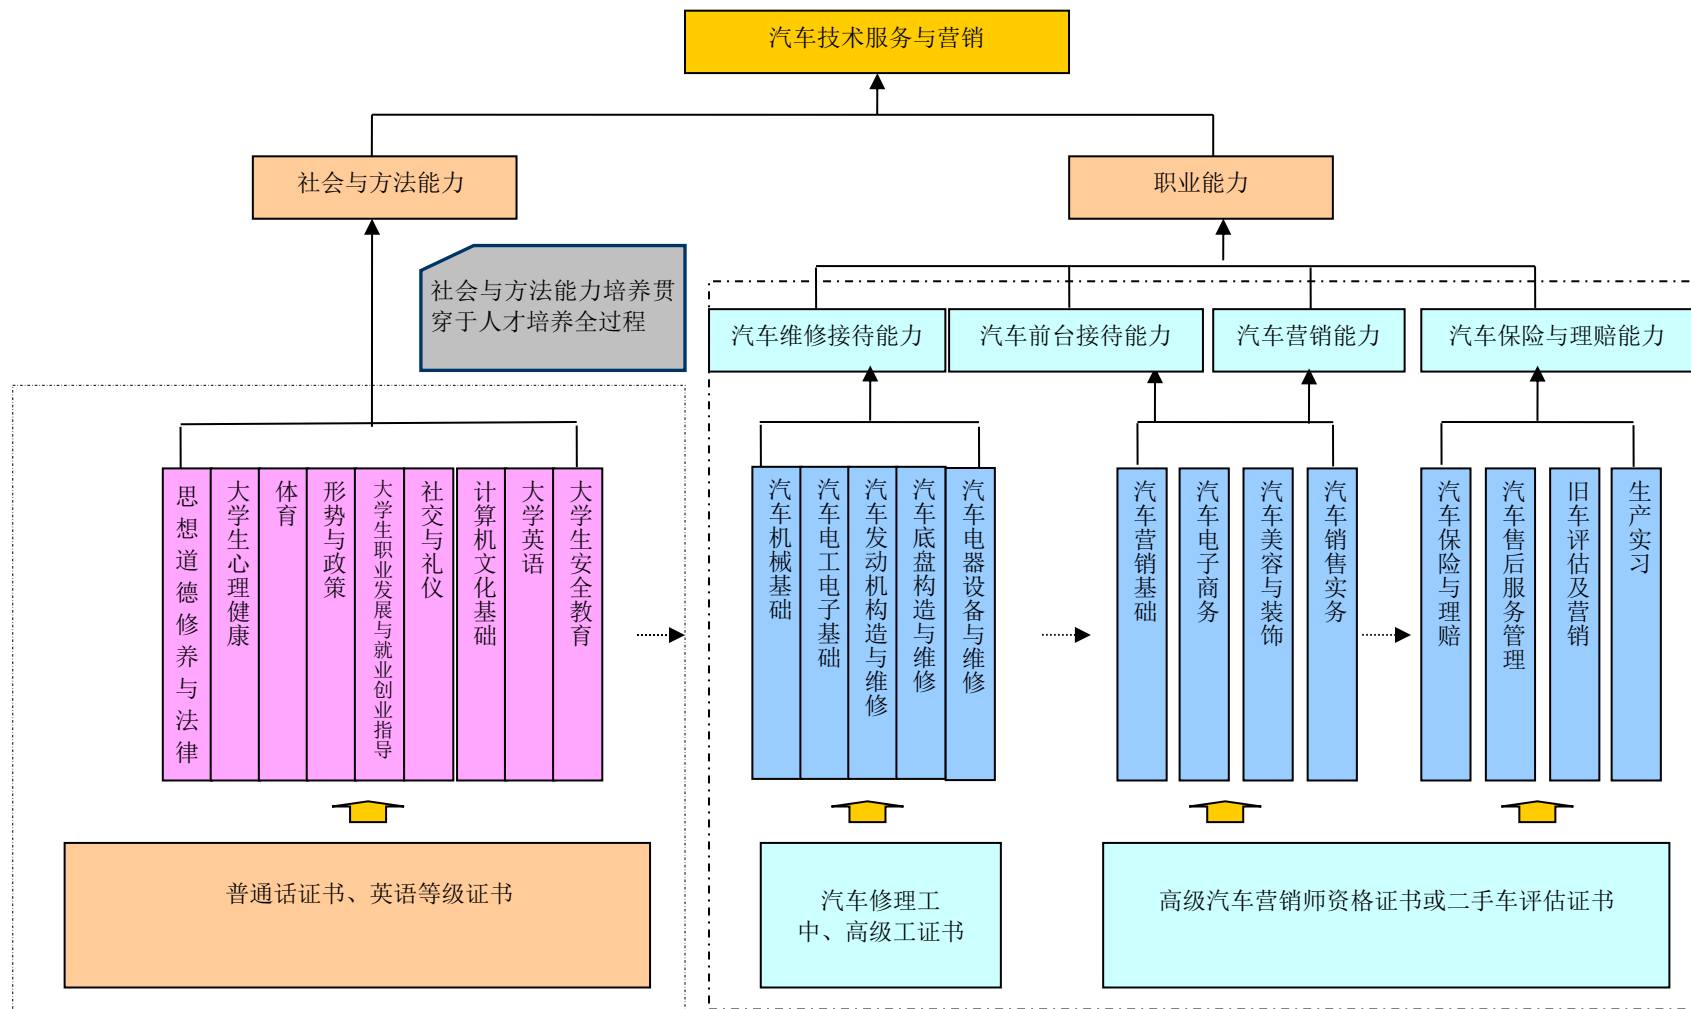 汽车技术服务与营销
社会与方法能力
职业能力
社会与方法能力培养贯
穿于人才培养全过程
汽车维修接待能力
汽车前台接待能力
汽车营销能力
汽车保险与理赔能力
思想道德修养与法律
大学生心理健康
体育
形势与政策
大学生职业发展与就业创业指导
社交与礼仪
计算机文化基础
大学英语
大学生安全教育
汽车机械基础
汽车电工电子基础
汽车发动机构造与维修
汽车底盘构造与维修
汽车电器设备与维修
汽车营销基础
汽车电子商务
汽车美容与装饰
汽车销售实务
汽车保险与理赔
汽车售后服务管理
旧车评估及营销
生产实习
普通话证书、英语等级证书
汽车修理工
中、高级工证书
高级汽车营销师资格证书或二手车评估证书